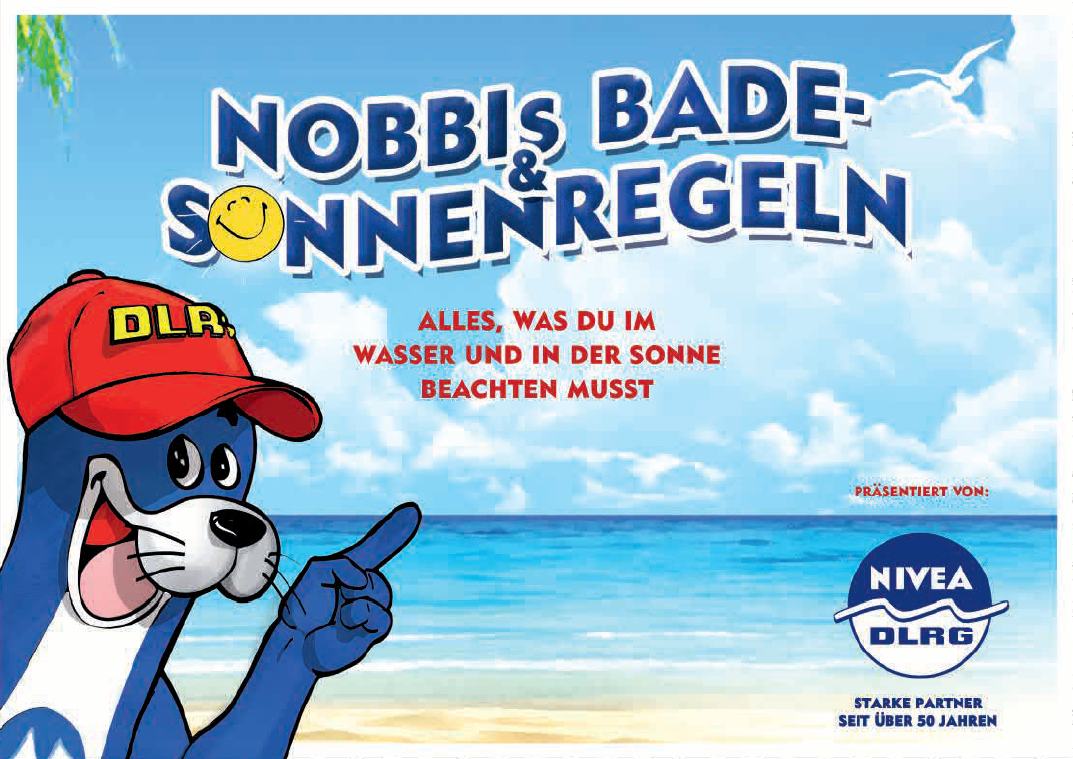 NOBBIS BADE-
&
SONNENREGELN
DLRG
ALLES, WAS DU IM
WASSER UND IN DER SONNE
BEACHTEN MUSST
PRÄSENTIERT VON:
NIVEA
DLRG
STARKE PARTNER
SEIT ÜBER 50 JAHREN